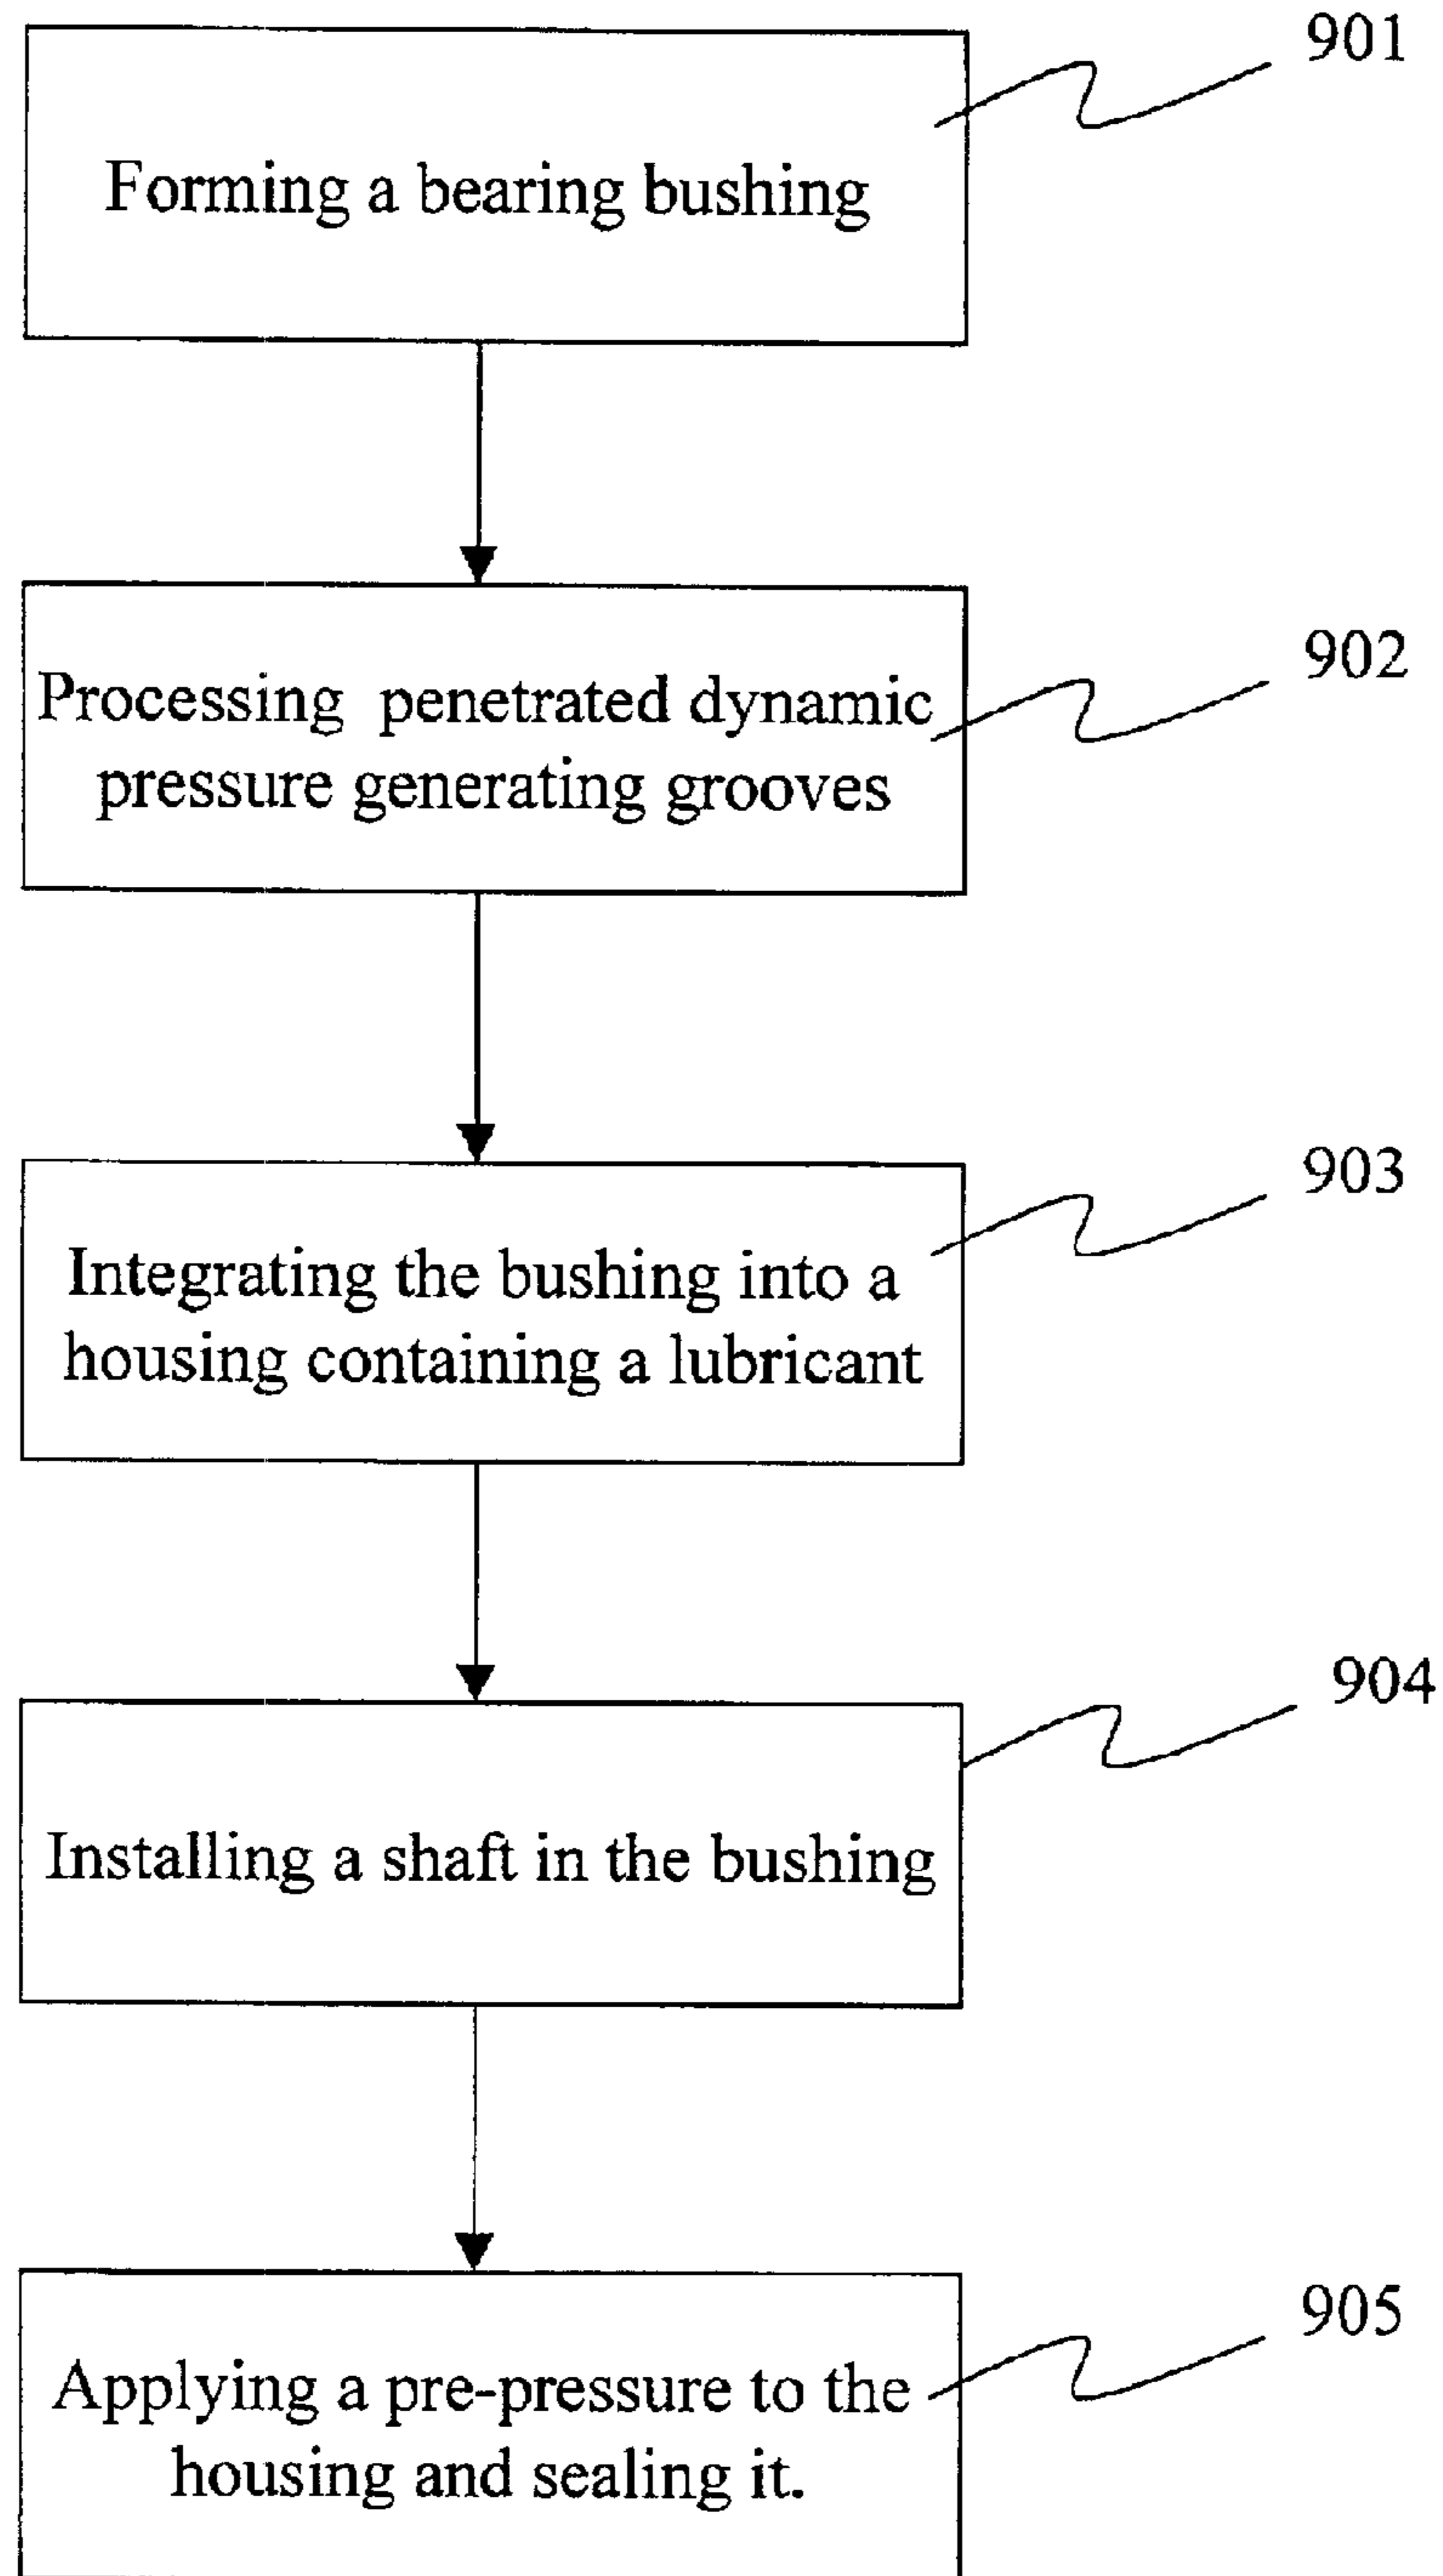 901
Forming a bearing bushing
902
Processing penetrated dynamic
pressure generating grooves
903
Integrating the bushing into a
housing containing a lubricant
904
Installing a shaft in the bushing
905
Applying a pre-pressure to the
housing and sealing it.